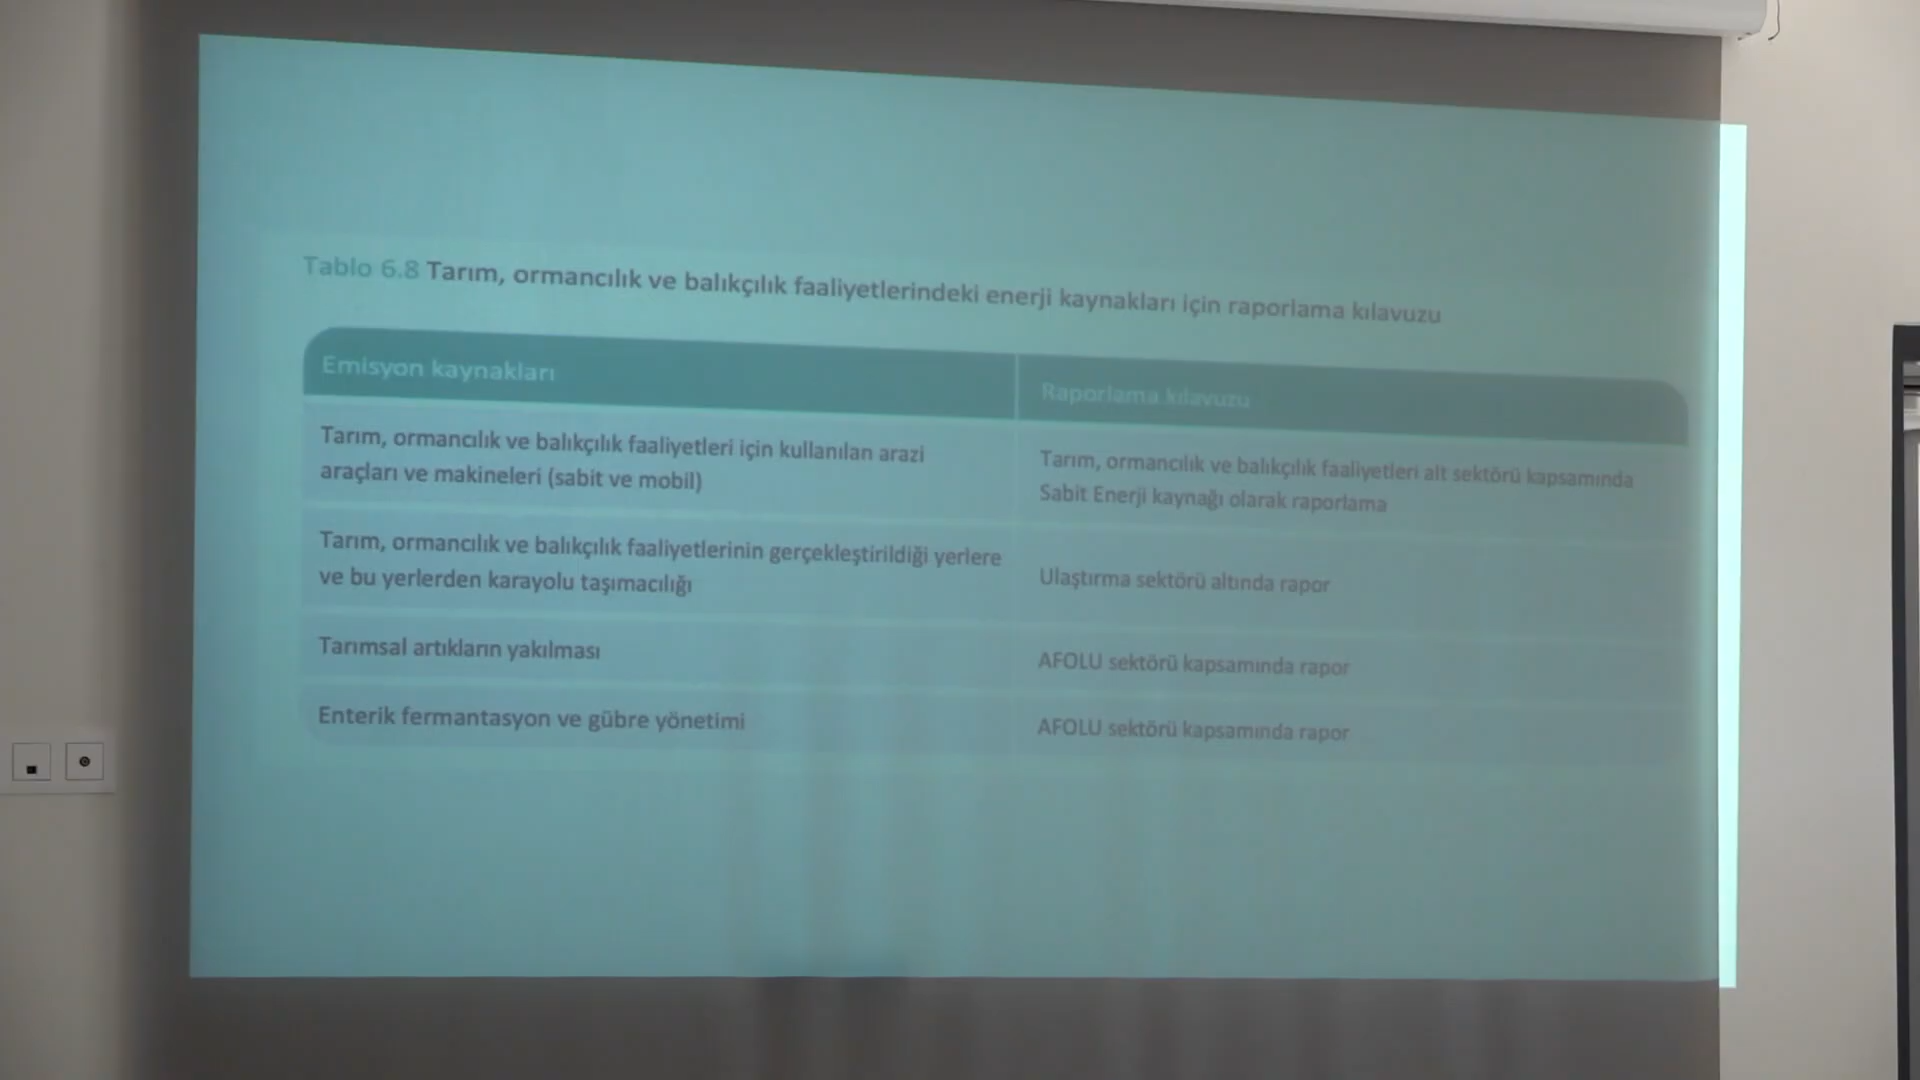 Tablo 6.8 Tarım, ormancılık ve balıkçılık faaliyetlerindeki enerji kaynakları için raporlama kılavuzu
Emisyon kaynakları
Raporlama kılavuzu
Tarım, ormancılık ve balıkçılık faaliyetleri için kullanılan arazi
araçları ve makineleri (sabit ve mobil)
Tarım, ormancılık ve balıkçılık faaliyetleri alt sektörü kapsamında
Sabit Enerji kaynağı olarak raporlama
Tarım, ormancılık ve balıkçılık faaliyetlerinin gerçekleştirildiği yerlere
ve bu yerlerden karayolu taşımacılığı
Ulaştırma sektörü altında rapor
Tarımsal artıkların yakılması
AFOLU sektörü kapsamında rapor
Enterik fermantasyon ve gübre yönetimi
AFOLU sektörü kapsamında rapor